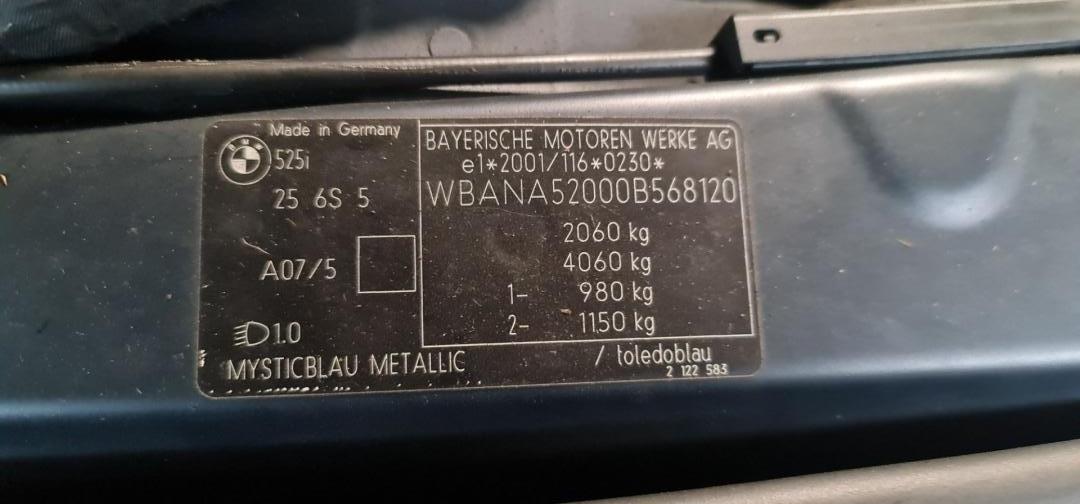 Made in Germany
BMW
525i
25 6S 5
A07/5
1.0
BAYERISCHE MOTOREN WERKE AG
e1*2001/116*0230*
WBANA52000B568120
2060 kg
4060 kg
1- 980 kg
2- 1150 kg
MYSTICBLAU METALLIC / toledoblau
2 122 583